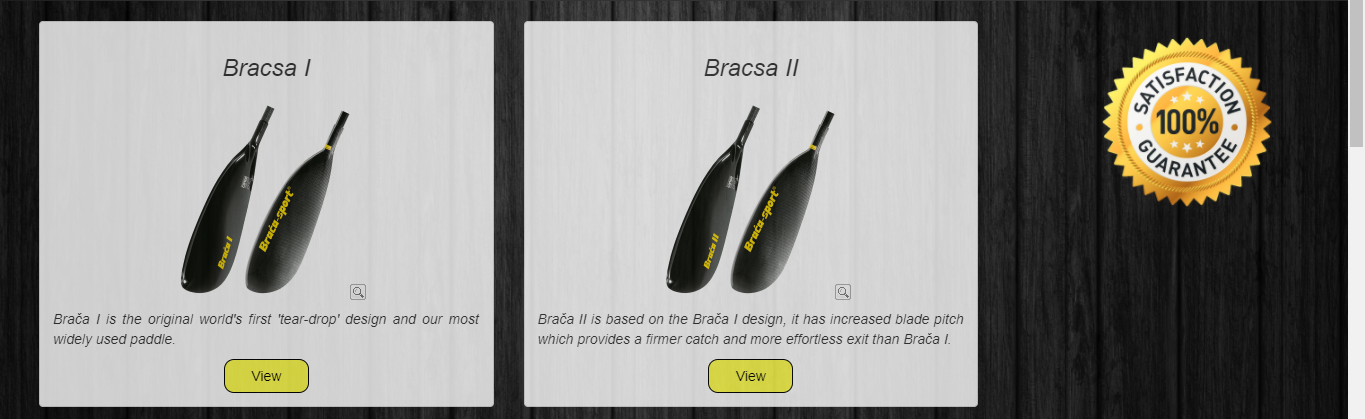 Bracsa I
Brača I
Brača-sport
Brača I is the original world's first 'tear-drop' design and our most
widely used paddle.
View
Bracsa II
Brača II
Brača-sport
Brača II is based on the Brača I design, it has increased blade pitch
which provides a firmer catch and more effortless exit than Brača I.
View
SATISFACTION
100%
GUARANTEE